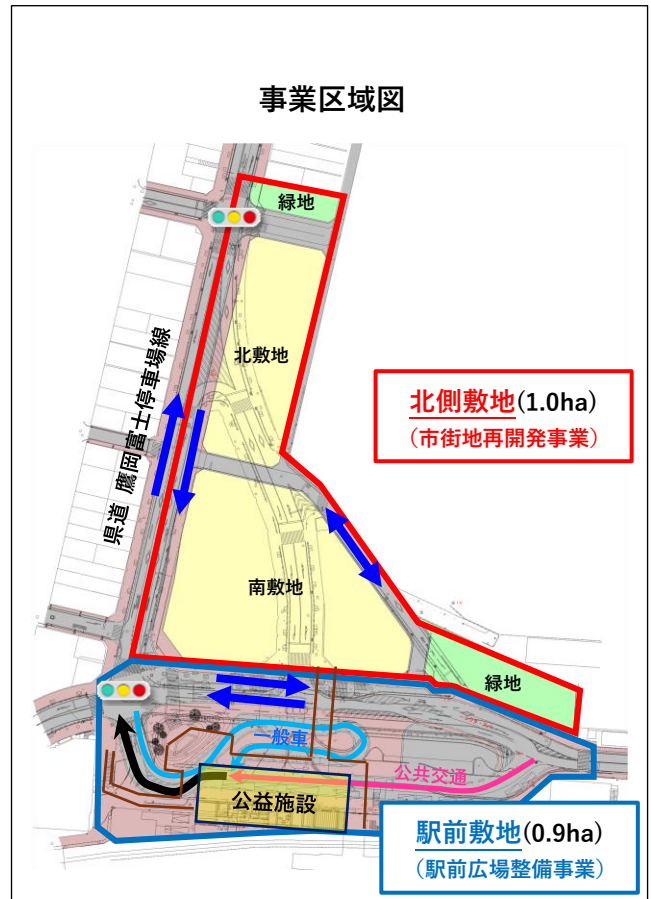 事業区域図
緑地
北敷地
県道 鷹岡富士停車場線
北側敷地(1.0ha)
(市街地再開発事業)
南敷地
緑地
一般車
公共交通
公益施設
駅前敷地(0.9ha)
(駅前広場整備事業)